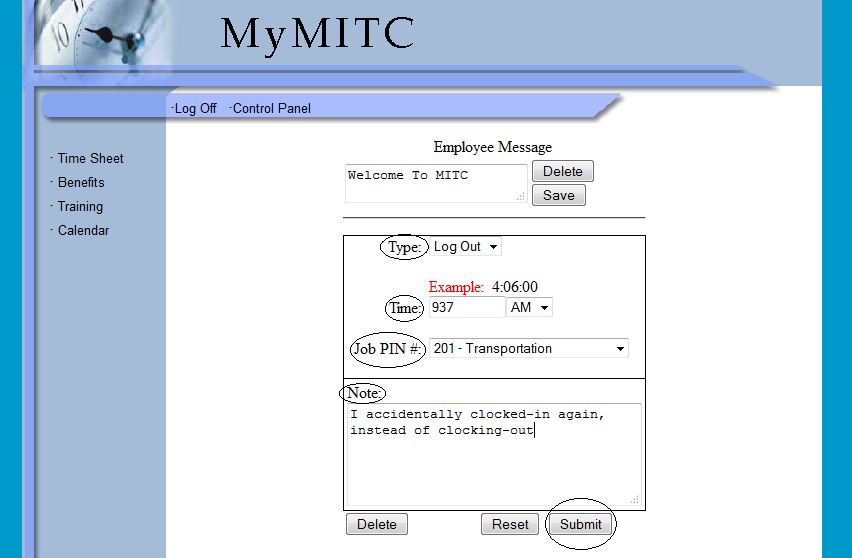 MyMITC
·Log Off ·Control Panel
· Time Sheet
· Benefits
· Training
· Calendar
Employee Message
Welcome To MITC
Delete
Save
Type: Log Out
Example: 4:06:00
Time: 937 AM
Job PIN #: 201 - Transportation
Note:
I accidentally clocked-in again,
instead of clocking-out
Delete Reset Submit